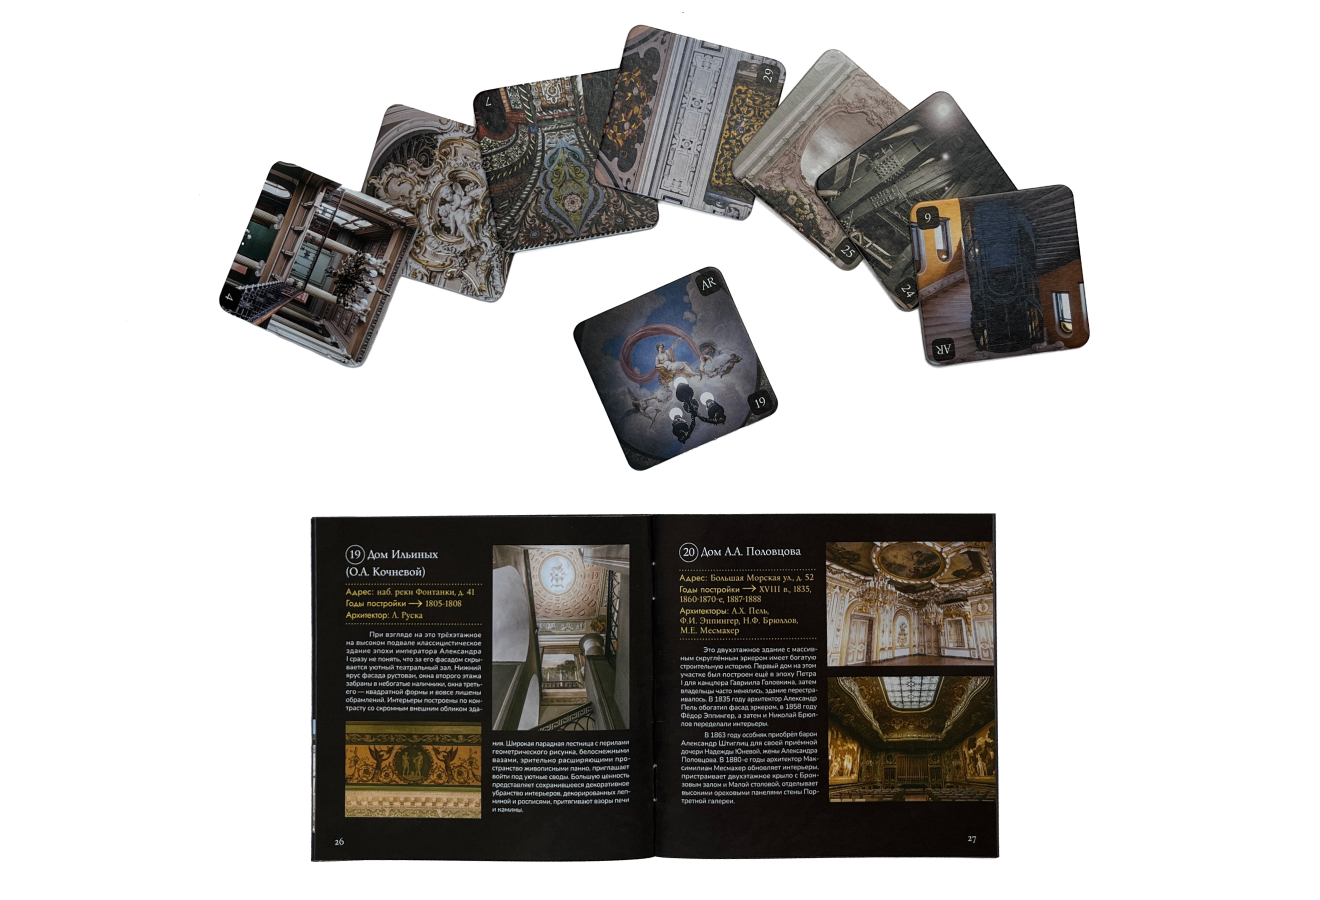 4
7
29
25
24
9
AR
AR
19
19 Дом Ильиных
(О.А. Кочневой)
Адрес: наб. реки Фонтанки, д. 41
Годы постройки → 1805-1808
Архитектор: Л. Руска
При взгляде на это трёхэтажное
на высоком подвале классицистическое
здание эпохи императора Александра
I сразу не понять, что за его фасадом скры-
вается уютный театральный зал. Нижний
ярус фасада рустован, окна второго этажа
забраны в небогатые наличники, окна треть-
его — квадратной формы и вовсе лишены
обрамлений. Интерьеры построены по кон-
трасту со скромным внешним обликом зда-
ния. Широкая парадная лестница с перилами
геометрического рисунка, белоснежными
вазами, зрительно расширяющими про-
странство живописными панно, приглашает
войти под уютные своды. Большую ценность
представляет сохранившееся декоративное
убранство интерьеров, декорированных леп-
ниной и росписями, притягивают взоры печи
и камины.
26
20 Дом А.А. Половцова
Адрес: Большая Морская ул., д. 52
Годы постройки → XVIII в., 1835,
1860-1870-е, 1887-1888
Архитекторы: А.Х. Пель,
Ф.И. Эппингер, Н.Ф. Брюллов,
М.Е. Месмахер
Это двухэтажное здание с массив-
ным скруглённым эркером имеет богатую
строительную историю. Первый дом на этом
участке был построен ещё в эпоху Петра
I для канцлера Гавриила Головкина, затем
владельцы часто менялись, здание перестра-
ивалось. В 1835 году архитектор Александр
Пель обогатил фасад эркером, в 1858 году
Фёдор Эппингер, а затем и Николай Брюл-
лов переделали интерьеры.
В 1863 году особняк приобрёл барон
Александр Штиглиц для своей приёмной
дочери Надежды Юневой, жены Александра
Половцова. В 1880-е годы архитектор Мак-
симилиан Месмахер обновляет интерьеры,
пристраивает двухэтажное крыло с Брон-
зовым залом и Малой столовой, отделывает
высокими ореховыми панелями стены Пор-
третной галереи.
27